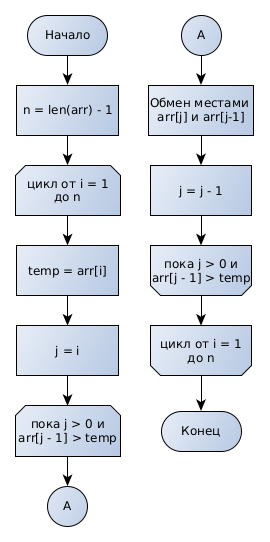 Начало
n = len(arr) - 1
цикл от i = 1
до n
temp = arr[i]
j = i
пока j > 0 и
arr[j - 1] > temp
A
A
Обмен местами
arr[j] и arr[j-1]
j = j - 1
пока j > 0 и
arr[j - 1] > temp
цикл от i = 1
до n
Конец